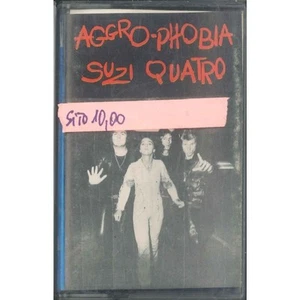 AGGRO-PHOBIA
SUZI QUATRO
SITO 10,00